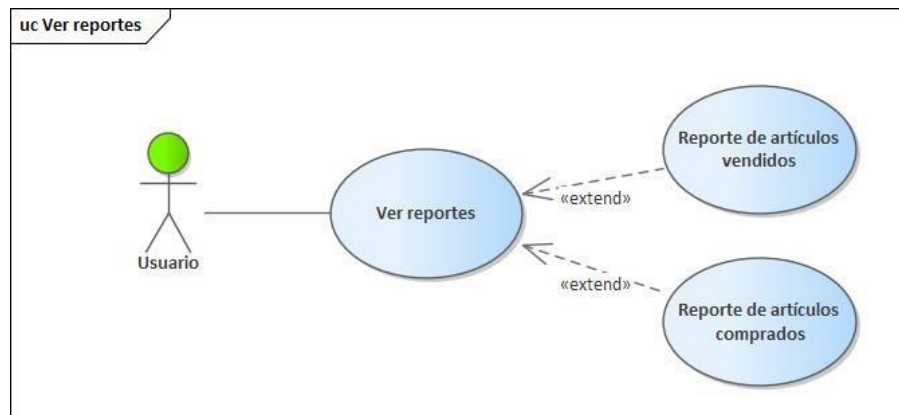 uc Ver reportes
Usuario
Ver reportes
«extend»
«extend»
Reporte de artículos
vendidos
Reporte de artículos
comprados